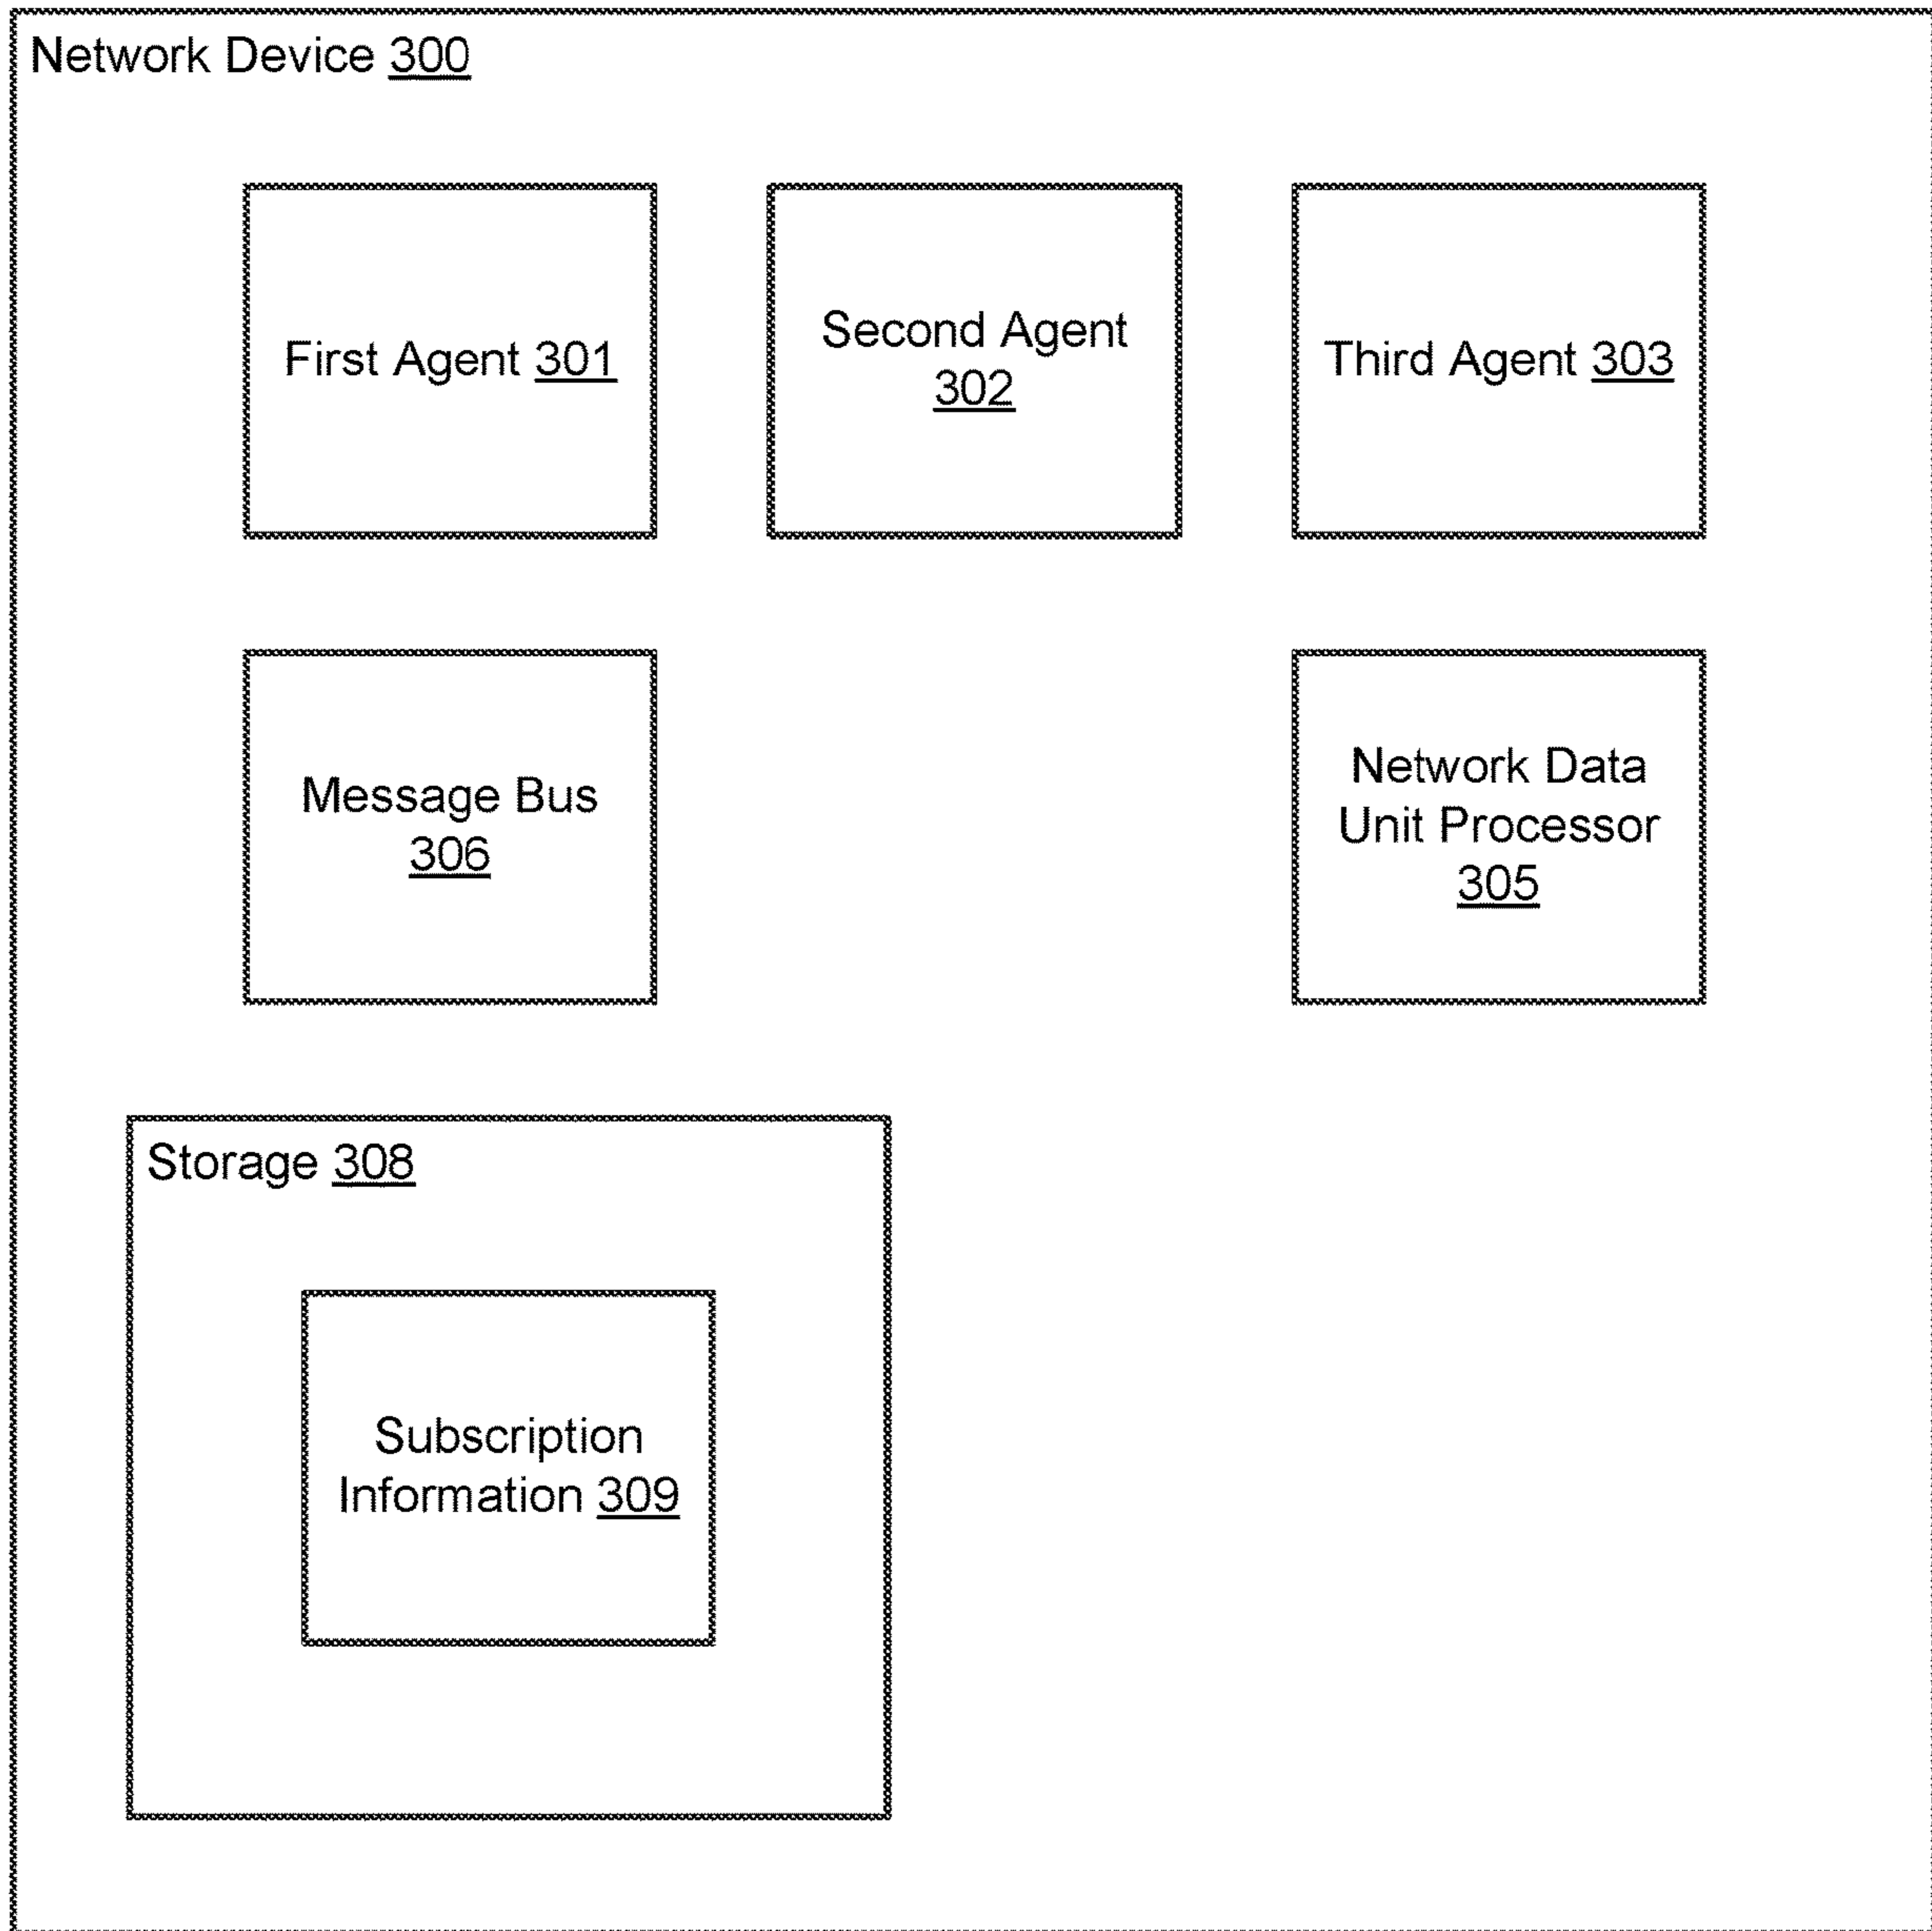 Network Device 300
First Agent 301
Second Agent
302
Third Agent 303
Message Bus
306
Network Data
Unit Processor
305
Storage 308
Subscription
Information 309